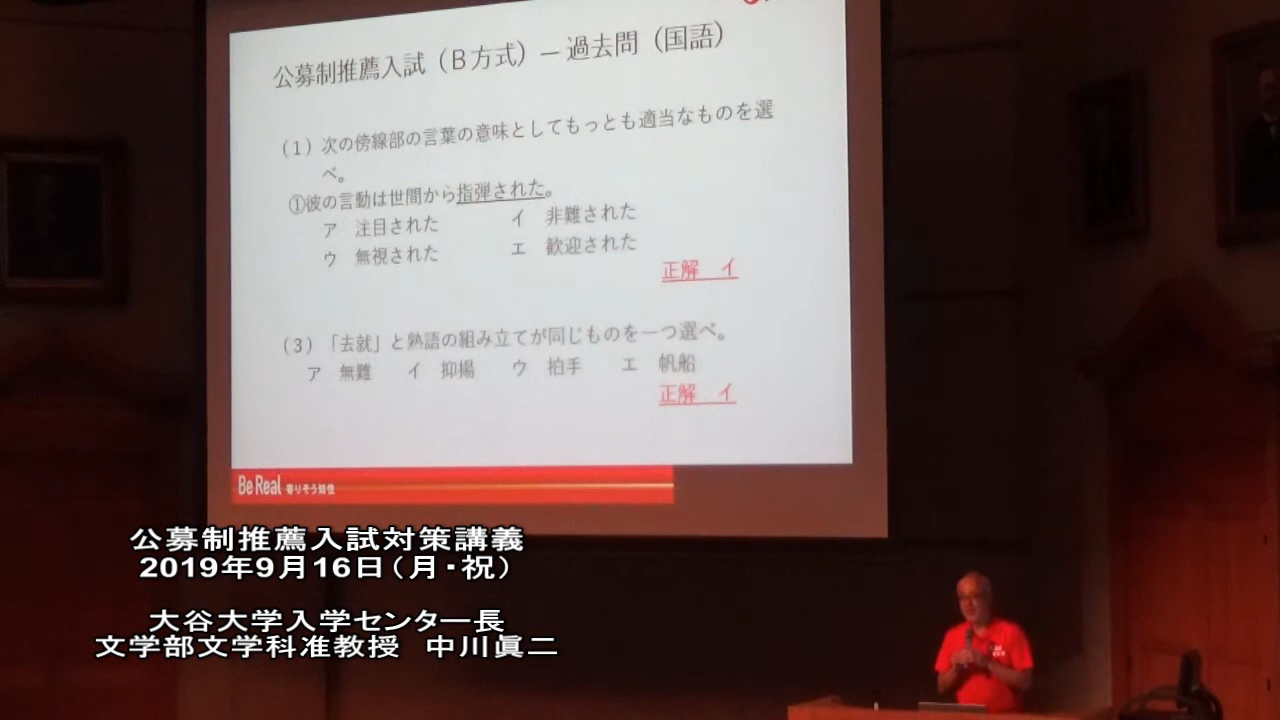 公募制推薦入試（Ｂ方式）― 過去問（国語）
（１）次の傍線部の言葉の意味としてもっとも適当なものを選
べ。
①彼の言動は世間から指弾された。
ア　注目された　　イ　非難された
ウ　無視された　　エ　歓迎された
正解　イ
（３）「去就」と熟語の組み立てが同じものを一つ選べ。
ア　無難　イ　抑揚　ウ　拍手　エ　帆船
正解　イ
Be Real 寄りそう知性
公募制推薦入試対策講義
2019年9月16日（月・祝）
大谷大学入学センター長
文学部文学科准教授　中川眞二